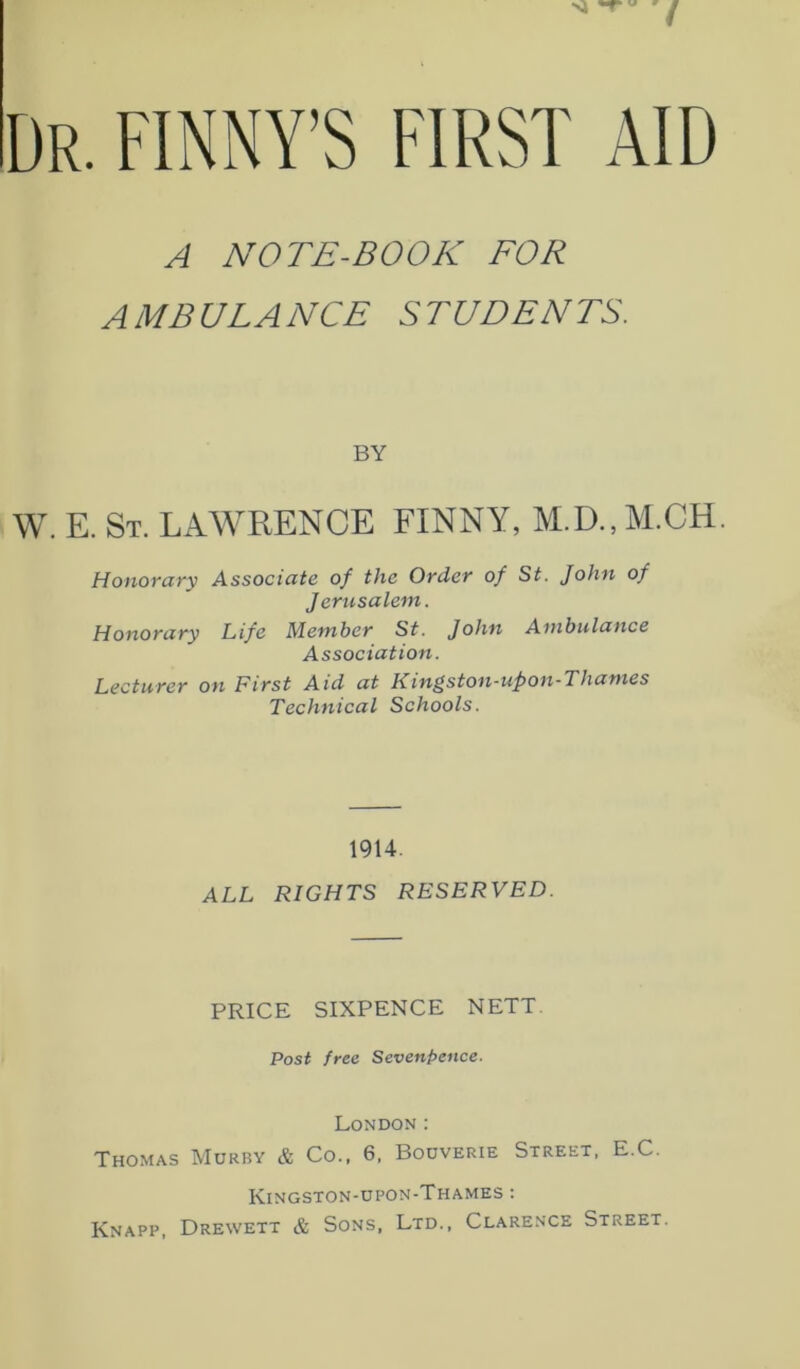 DR. FINNY'S FIRST AID
A NOTE-BOOK FOR
AMBULANCE STUDENTS.
BY
W. E. ST. LAWRENCE FINNY, M.D., M.CH.
Honorary Associate of the Order of St. John of
Jerusalem.
Honorary Life Member St. John Ambulance
Association.
Lecturer on First Aid at Kingston-upon-Thames
Technical Schools.
1914.
ALL RIGHTS RESERVED.
PRICE SIXPENCE NETT.
Post free Sevenpence.
LONDON :
THOMAS MURBY & CO., 6, BOUVERIE STREET, E.C.
KINGSTON-UPON-THAMES :
KNAPP, DREWETT & SONS, LTD., CLARENCE STREET.